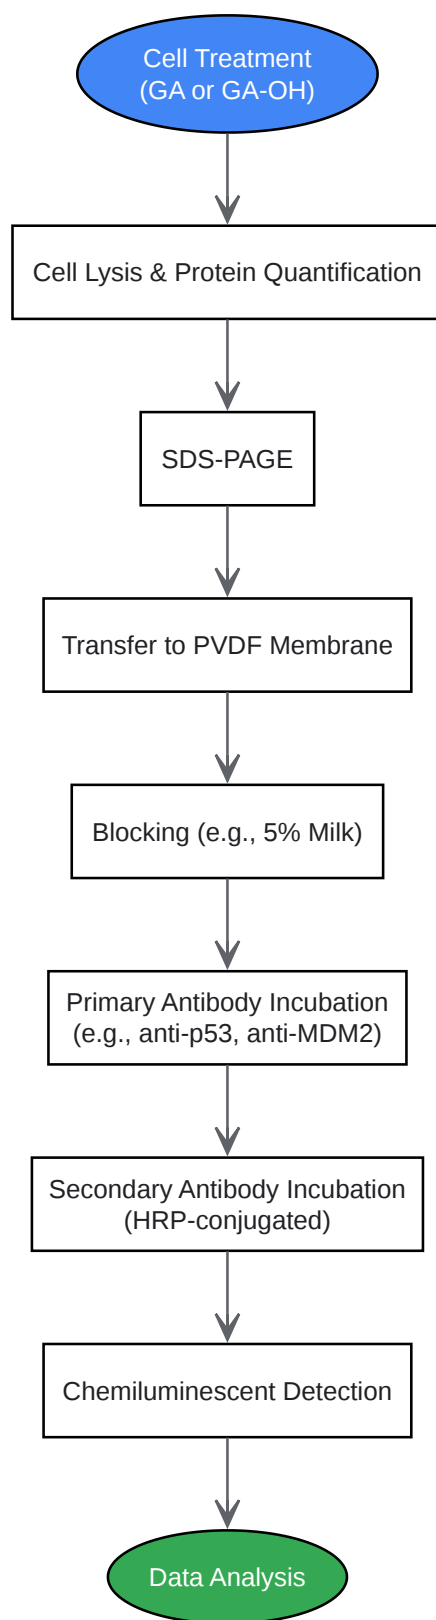 Cell Treatment
(GA or GA-OH)
Cell Lysis & Protein Quantification
SDS-PAGE
Transfer to PVDF Membrane
Blocking (e.g., 5% Milk)
Primary Antibody Incubation
(e.g., anti-p53, anti-MDM2)
Secondary Antibody Incubation
(HRP-conjugated)
Chemiluminescent Detection
Data Analysis